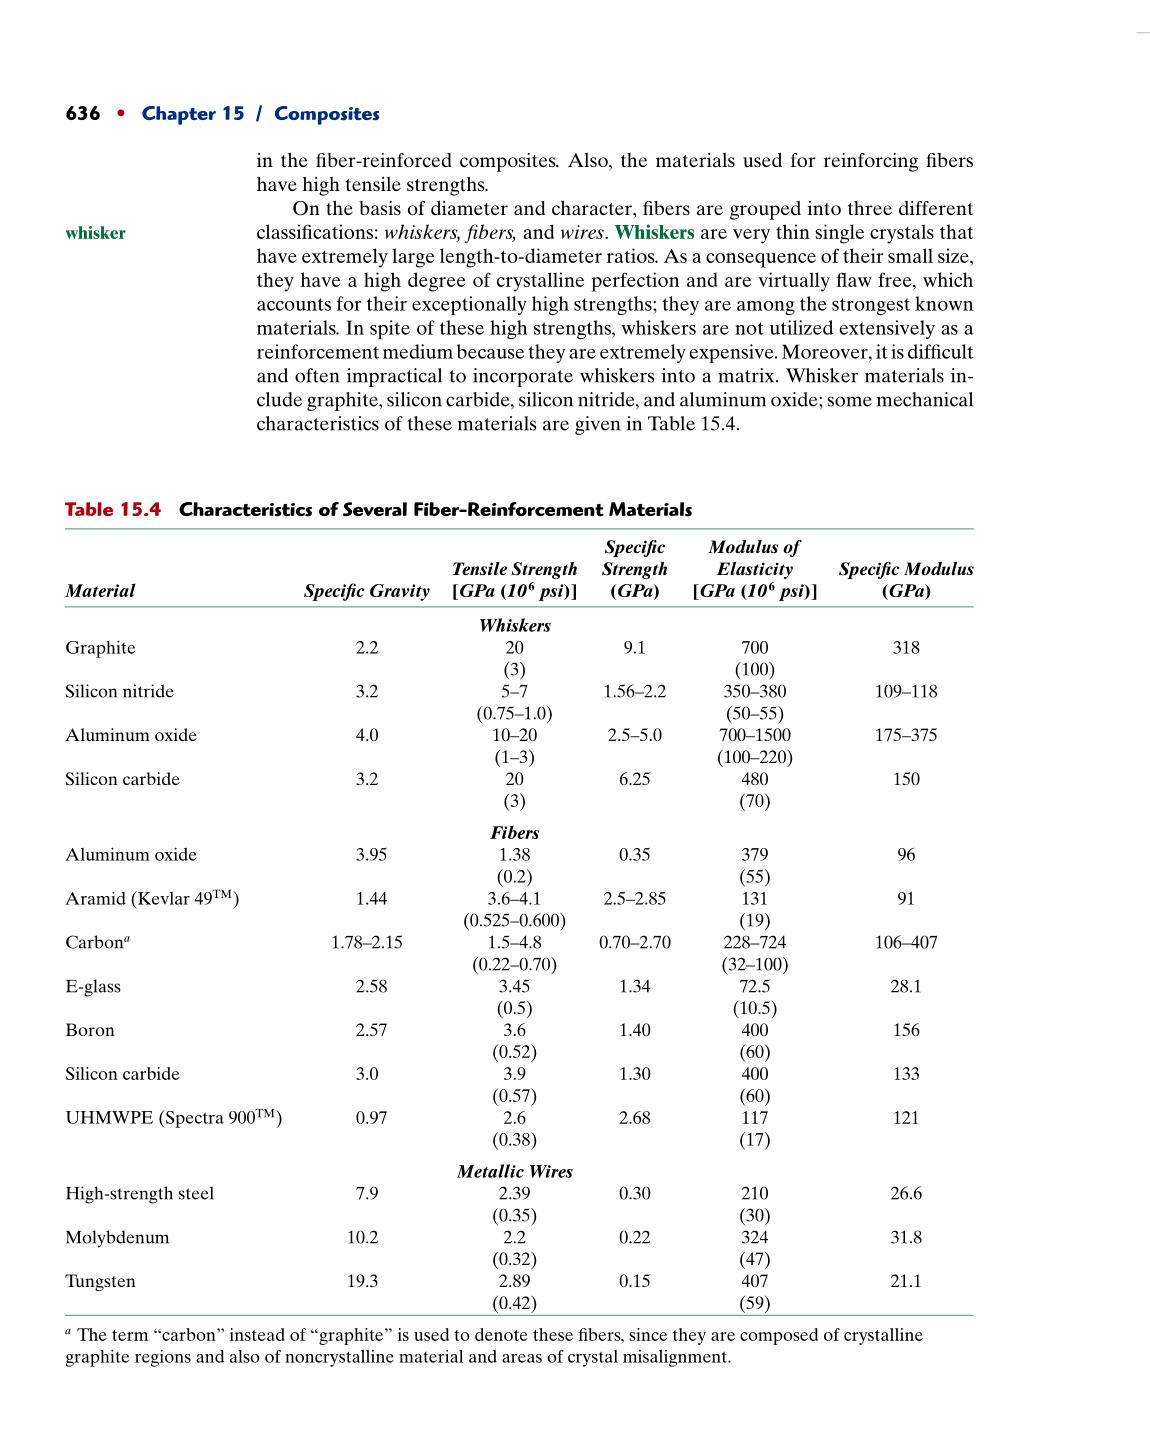 636 • Chapter 15 / Composites
in the fiber-reinforced composites. Also, the materials used for reinforcing fibers
have high tensile strengths.
On the basis of diameter and character, fibers are grouped into three different
whisker
classifications: whiskers, fibers, and wires. Whiskers are very thin single crystals that
have extremely large length-to-diameter ratios. As a consequence of their small size,
they have a high degree of crystalline perfection and are virtually flaw free, which
accounts for their exceptionally high strengths; they are among the strongest known
materials. In spite of these high strengths, whiskers are not utilized extensively as a
reinforcement medium because they are extremely expensive. Moreover, it is difficult
and often impractical to incorporate whiskers into a matrix. Whisker materials in-
clude graphite, silicon carbide, silicon nitride, and aluminum oxide; some mechanical
characteristics of these materials are given in Table 15.4.
Table 15.4 Characteristics of Several Fiber-Reinforcement Materials
Specific Modulus of
Tensile Strength Strength Elasticity Specific Modulus
Material Specific Gravity [GPa (10⁶ psi)] (GPa) [GPa (10⁶ psi)] (GPa)
Whiskers
Graphite 2.2 20 9.1 700 318
(3) (100)
Silicon nitride 3.2 5–7 1.56–2.2 350–380 109–118
(0.75–1.0) (50–55)
Aluminum oxide 4.0 10–20 2.5–5.0 700–1500 175–375
(1–3) (100–220)
Silicon carbide 3.2 20 6.25 480 150
(3) (70)
Fibers
Aluminum oxide 3.95 1.38 0.35 379 96
(0.2) (55)
Aramid (Kevlar 49™) 1.44 3.6–4.1 2.5–2.85 131 91
(0.525–0.600) (19)
Carbonᵃ 1.78–2.15 1.5–4.8 0.70–2.70 228–724 106–407
(0.22–0.70) (32–100)
E-glass 2.58 3.45 1.34 72.5 28.1
(0.5) (10.5)
Boron 2.57 3.6 1.40 400 156
(0.52) (60)
Silicon carbide 3.0 3.9 1.30 400 133
(0.57) (60)
UHMWPE (Spectra 900™) 0.97 2.6 2.68 117 121
(0.38) (17)
Metallic Wires
High-strength steel 7.9 2.39 0.30 210 26.6
(0.35) (30)
Molybdenum 10.2 2.2 0.22 324 31.8
(0.32) (47)
Tungsten 19.3 2.89 0.15 407 21.1
(0.42) (59)
ᵃ The term “carbon” instead of “graphite” is used to denote these fibers, since they are composed of crystalline
graphite regions and also of noncrystalline material and areas of crystal misalignment.